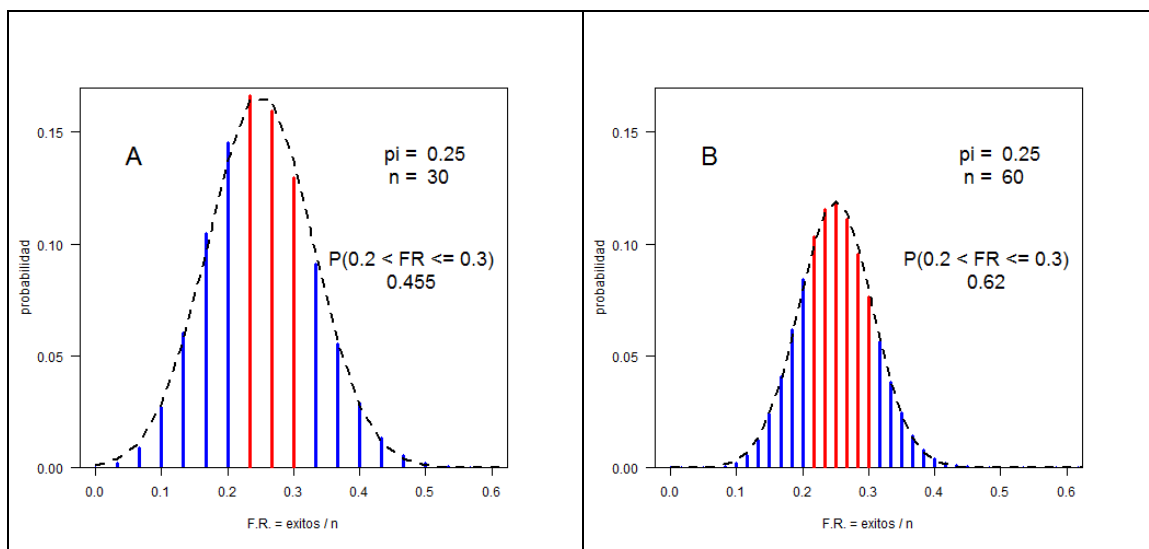 A
pi = 0.25
n = 30
P(0.2 < FR <= 0.3)
0.455
probabilidad
0.15
0.10
0.05
0.00
0.0 0.1 0.2 0.3 0.4 0.5 0.6
F.R. = exitos / n
B
pi = 0.25
n = 60
P(0.2 < FR <= 0.3)
0.62
probabilidad
0.15
0.10
0.05
0.00
0.0 0.1 0.2 0.3 0.4 0.5 0.6
F.R. = exitos / n